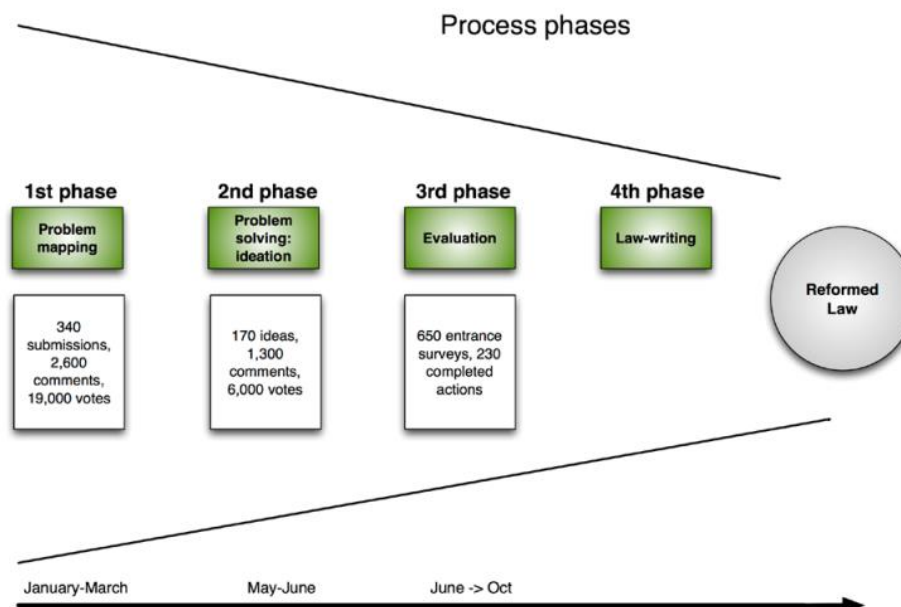 Process phases
1st phase
Problem
mapping
340
submissions,
2,600
comments,
19,000 votes
2nd phase
Problem
solving:
ideation
170 ideas,
1,300
comments,
6,000 votes
3rd phase
Evaluation
650 entrance
surveys, 230
completed
actions
4th phase
Law-writing
Reformed
Law
January-March
May-June
June -> Oct